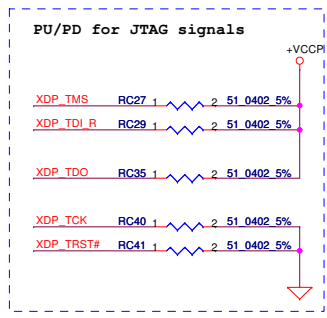 PU/PD for JTAG signals
+VCCP
XDP_TMS RC27 1 2 51_0402_5%
XDP_TDI_R RC29 1 2 51_0402_5%
XDP_TDO RC35 1 2 51_0402_5%
XDP_TCK RC40 1 2 51_0402_5%
XDP_TRST# RC41 1 2 51_0402_5%